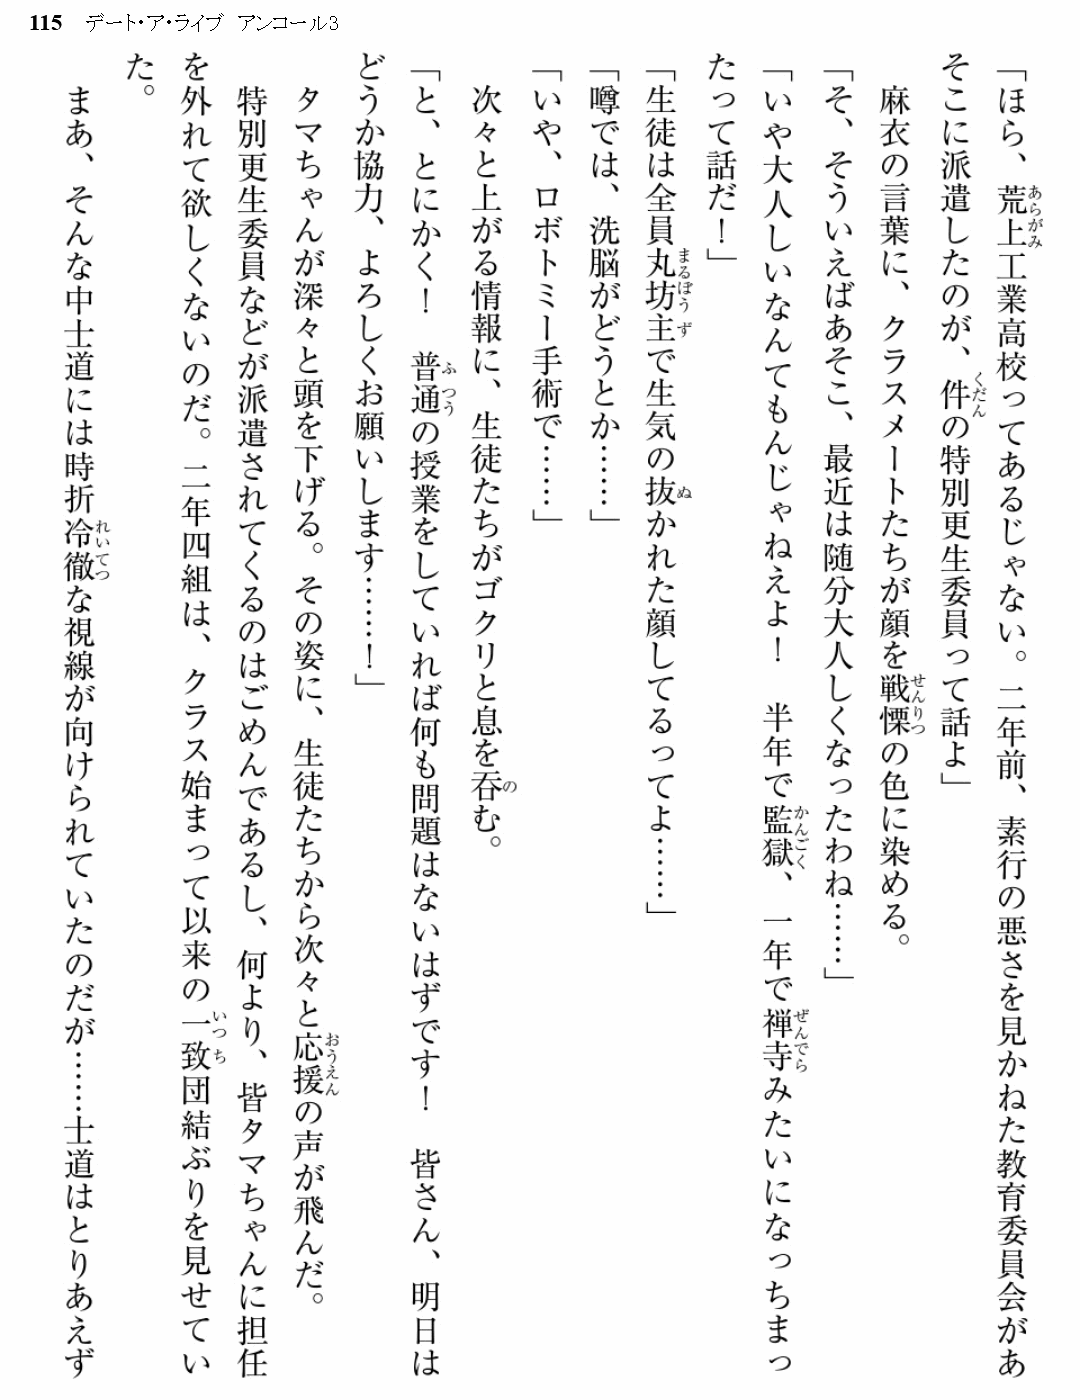 115 デート・ア・ライブ アンコール3
「ほら、荒上工業高校ってあるじゃない。二年前、素行の悪さを見かねた教育委員会があ
そこに派遣したのが、件の特別更生委員って話よ」
　麻衣の言葉に、クラスメートたちが顔を戦慄の色に染める。
「そ、そういえばあそこ、最近は随分大人しくなったわね……」
「いや大人しいなんてもんじゃねえよ！　半年で監獄、一年で禅寺みたいになっちまっ
たって話だ！」
「生徒は全員丸坊主で生気の抜かれた顔してるってよ……」
「噂では、洗脳がどうとか……」
「いや、ロボトミー手術で……」
　次々と上がる情報に、生徒たちがゴクリと息を呑む。
「と、とにかく！　普通の授業をしていれば何も問題はないはずです！　皆さん、明日は
どうか協力、よろしくお願いします……！」
　タマちゃんが深々と頭を下げる。その姿に、生徒たちから次々と応援の声が飛んだ。
　特別更生委員などが派遣されてくるのはごめんであるし、何より、皆タマちゃんに担任
を外れて欲しくないのだ。二年四組は、クラス始まって以来の一致団結ぶりを見せてい
た。
　まあ、そんな中士道には時折冷徹な視線が向けられていたのだが……士道はとりあえず